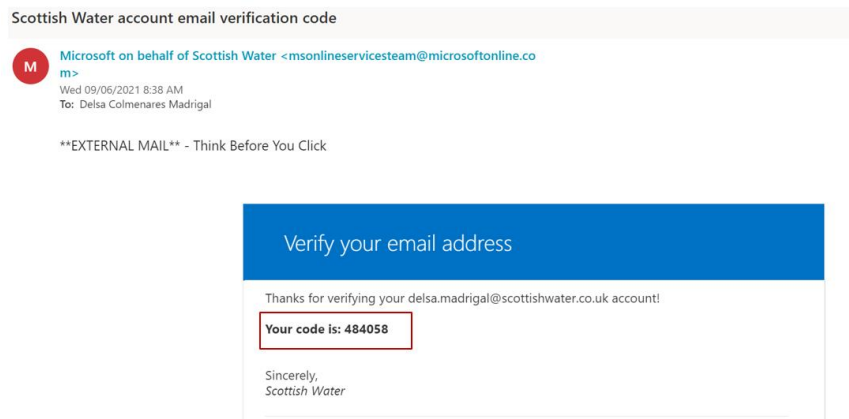 Scottish Water account email verification code
M
Microsoft on behalf of Scottish Water <msonlineservicesteam@microsoftonline.co
m>
Wed 09/06/2021 8:38 AM
To: Delsa Colmenares Madrigal
**EXTERNAL MAIL** - Think Before You Click
Verify your email address
Thanks for verifying your delsa.madrigal@scottishwater.co.uk account!
Your code is: 484058
Sincerely,
Scottish Water